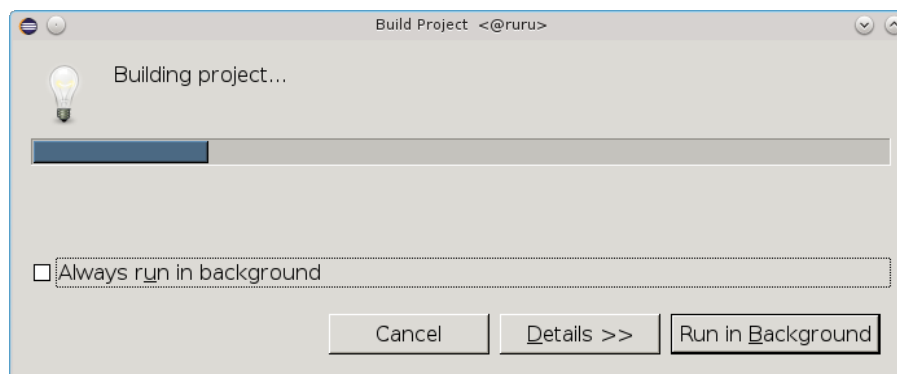 Build Project <@ruru>
Building project...
Always run in background
Cancel
Details >>
Run in Background